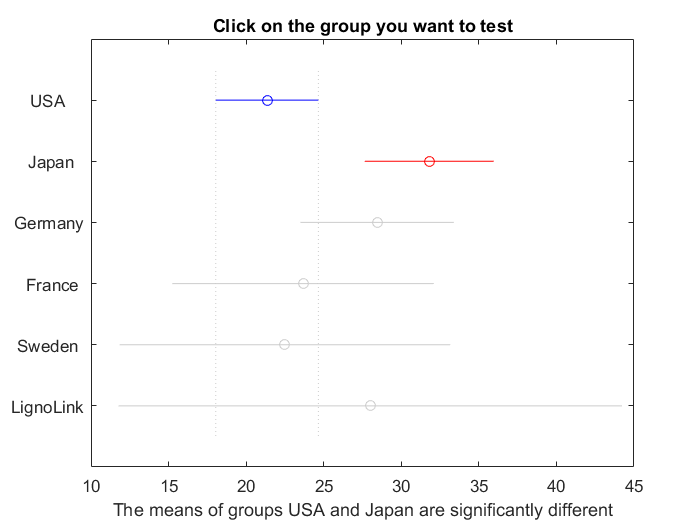 Click on the group you want to test
USA
Japan
Germany
France
Sweden
LignoLink
10 15 20 25 30 35 40 45
The means of groups USA and Japan are significantly different